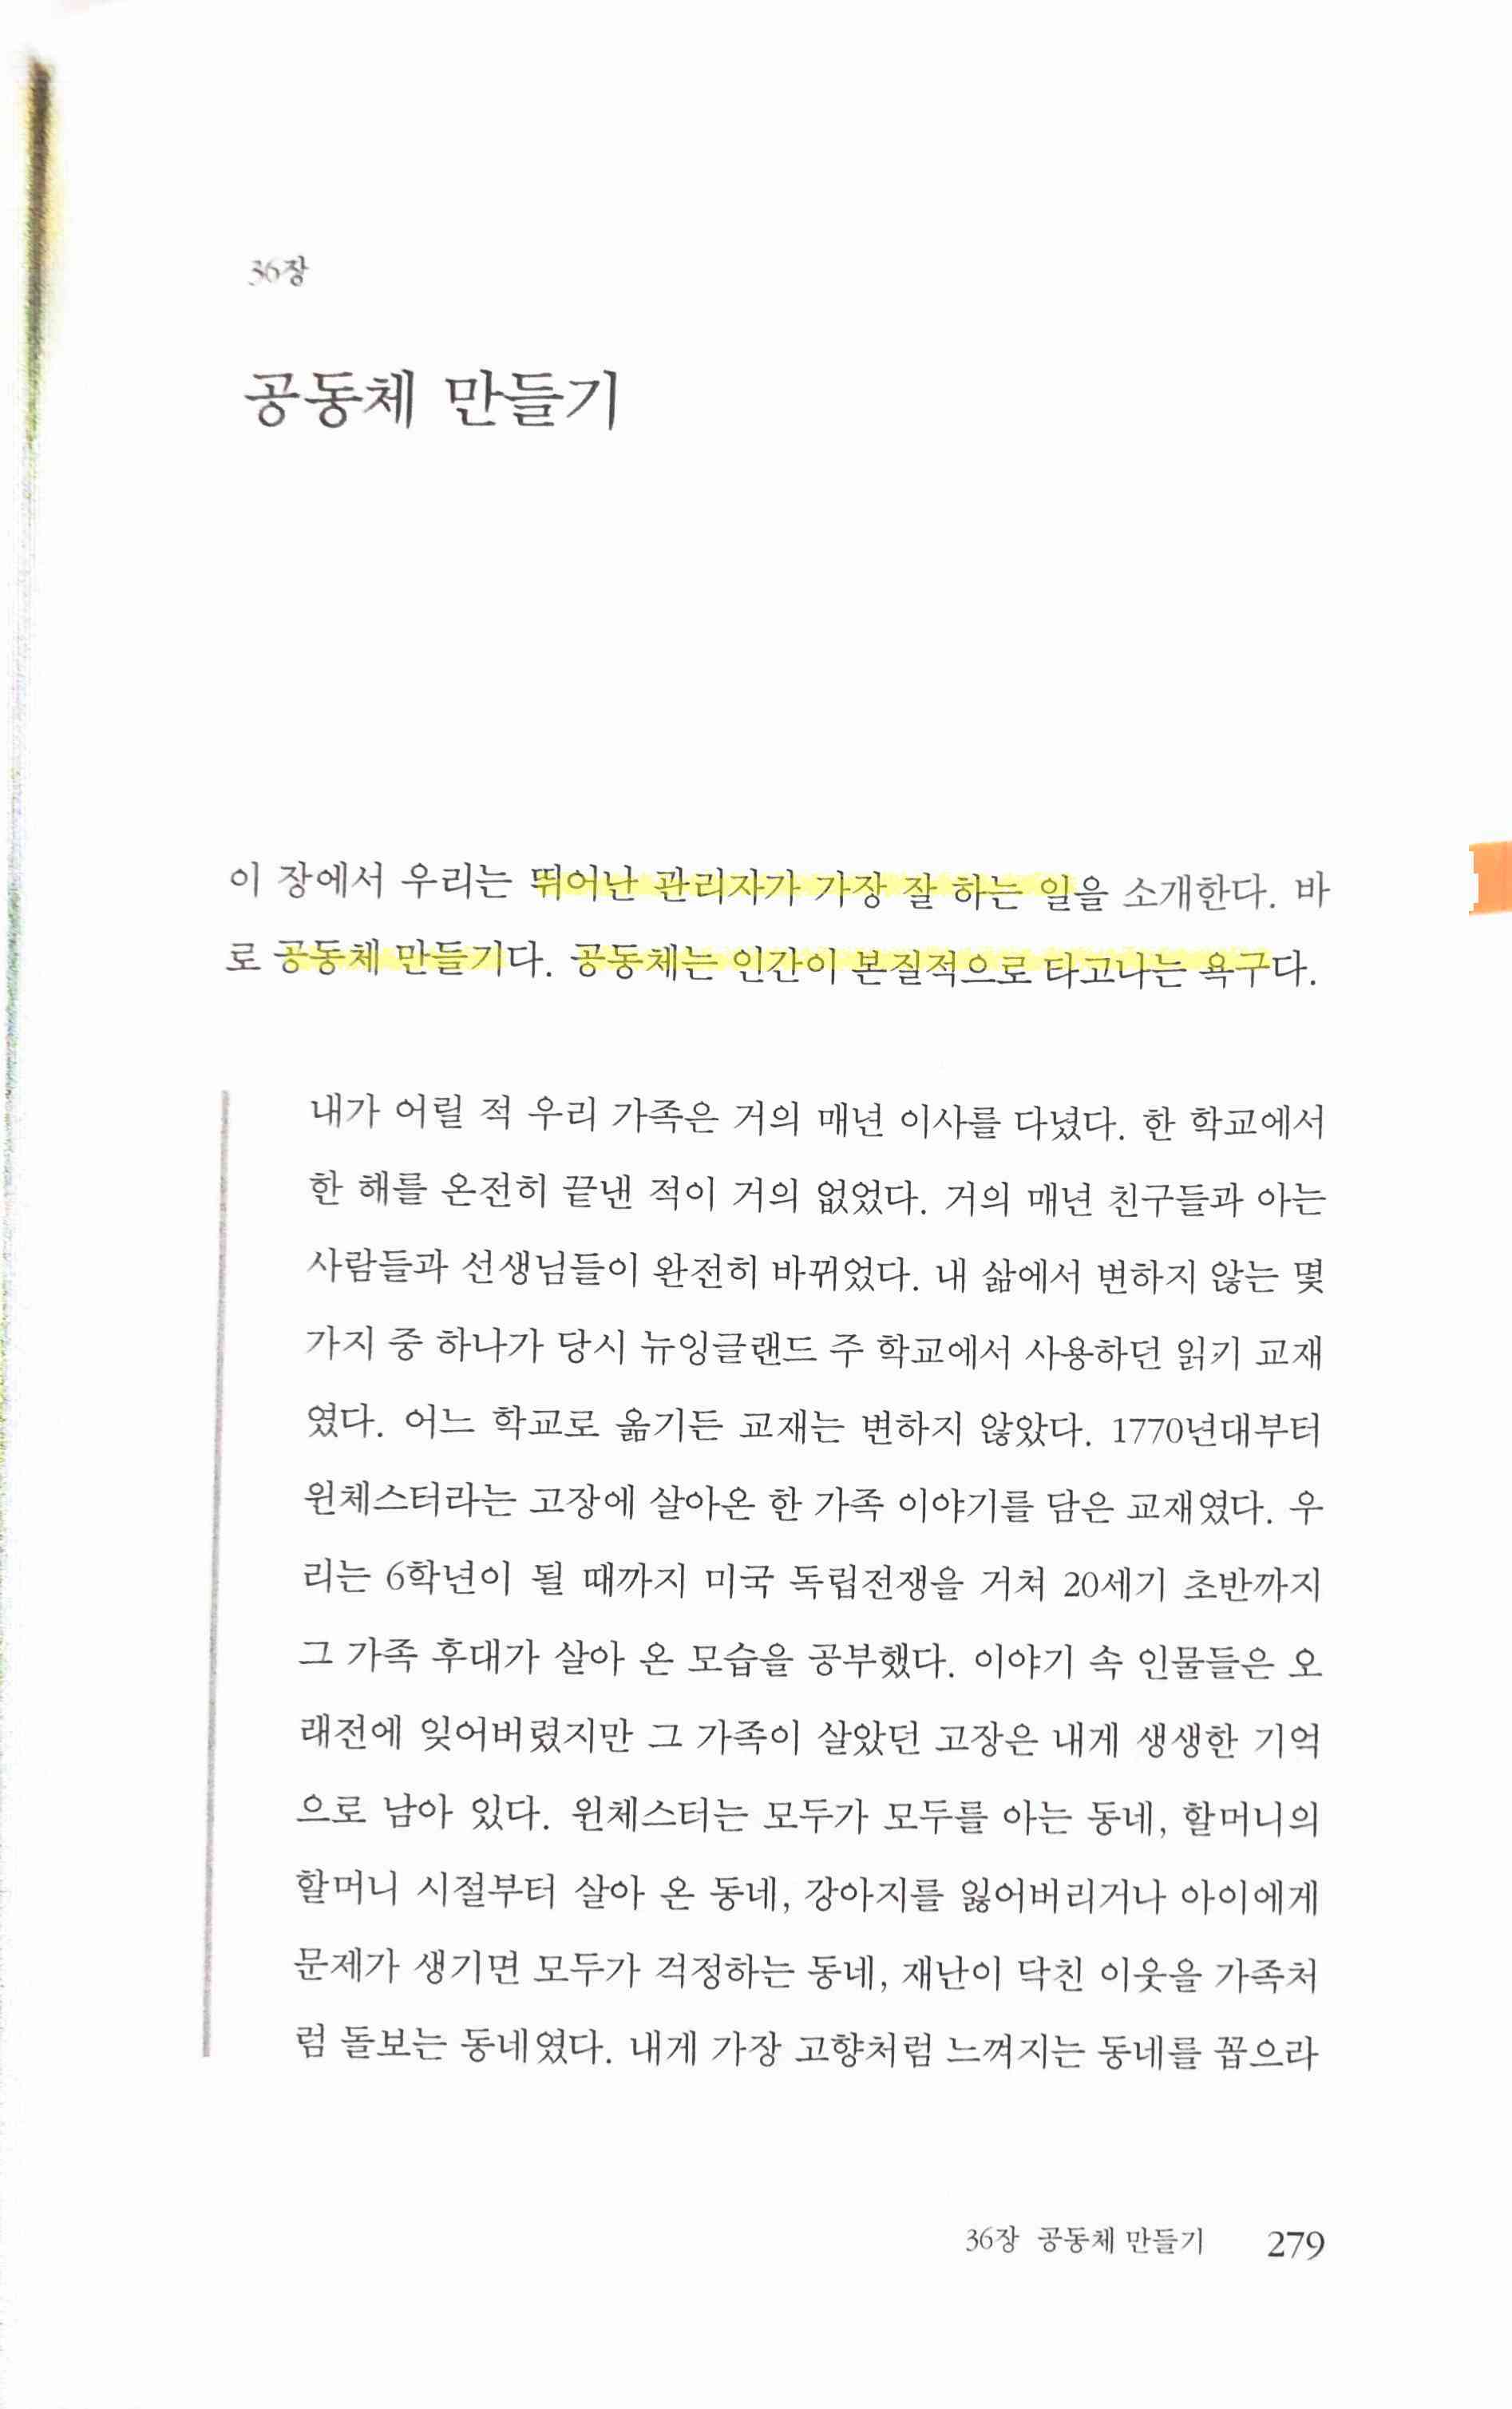 36장
공동체 만들기
이 장에서 우리는 뛰어난 관리자가 가장 잘 하는 일을 소개한다. 바
로 공동체 만들기다. 공동체는 인간이 본질적으로 타고나는 욕구다.
내가 어릴 적 우리 가족은 거의 매년 이사를 다녔다. 한 학교에서
한 해를 온전히 끝낸 적이 거의 없었다. 거의 매년 친구들과 아는
사람들과 선생님들이 완전히 바뀌었다. 내 삶에서 변하지 않는 몇
가지 중 하나가 당시 뉴잉글랜드 주 학교에서 사용하던 읽기 교재
였다. 어느 학교로 옮기든 교재는 변하지 않았다. 1770년대부터
윈체스터라는 고장에 살아온 한 가족 이야기를 담은 교재였다. 우
리는 6학년이 될 때까지 미국 독립전쟁을 거쳐 20세기 초반까지
그 가족 후대가 살아 온 모습을 공부했다. 이야기 속 인물들은 오
래전에 잊어버렸지만 그 가족이 살았던 고장은 내게 생생한 기억
으로 남아 있다. 윈체스터는 모두가 모두를 아는 동네, 할머니의
할머니 시절부터 살아 온 동네, 강아지를 잃어버리거나 아이에게
문제가 생기면 모두가 걱정하는 동네, 재난이 닥친 이웃을 가족처
럼 돌보는 동네였다. 내게 가장 고향처럼 느껴지는 동네를 꼽으라
36장 공동체 만들기 279